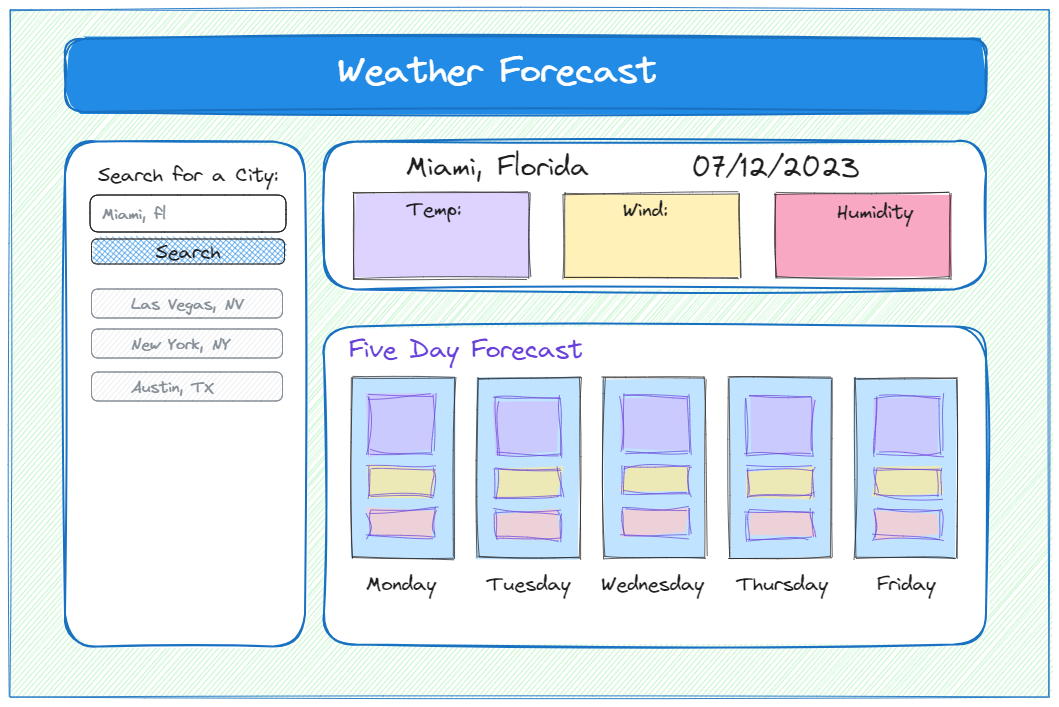 Weather Forecast
Search for a City:
Miami, fl
Search
Las Vegas, NV
New York, NY
Austin, TX
Miami, Florida 07/12/2023
Temp: Wind: Humidity
Five Day Forecast
Monday Tuesday Wednesday Thursday Friday